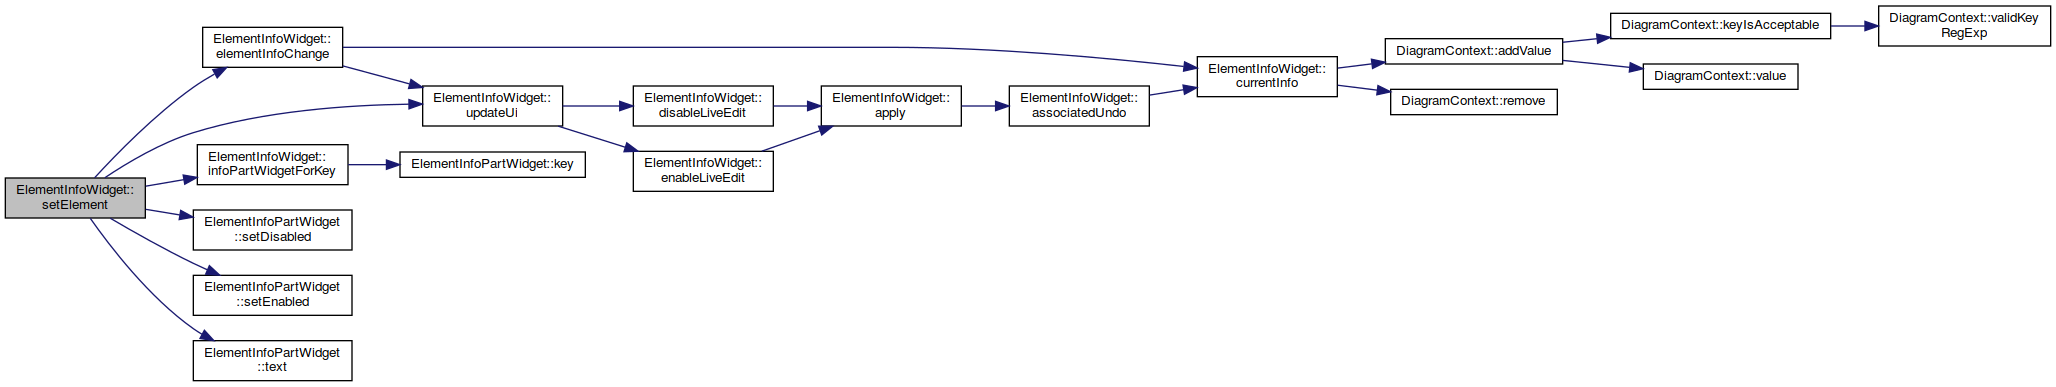 ElementInfoWidget::
setElement
ElementInfoWidget::
elementInfoChange
ElementInfoWidget::
updateUi
ElementInfoWidget::
infoPartWidgetForKey
ElementInfoPartWidget::key
ElementInfoPartWidget
::setDisabled
ElementInfoPartWidget
::setEnabled
ElementInfoPartWidget
::text
ElementInfoWidget::
disableLiveEdit
ElementInfoWidget::
enableLiveEdit
ElementInfoWidget::
apply
ElementInfoWidget::
associatedUndo
ElementInfoWidget::
currentInfo
DiagramContext::addValue
DiagramContext::remove
DiagramContext::keyIsAcceptable
DiagramContext::value
DiagramContext::validKey
RegExp